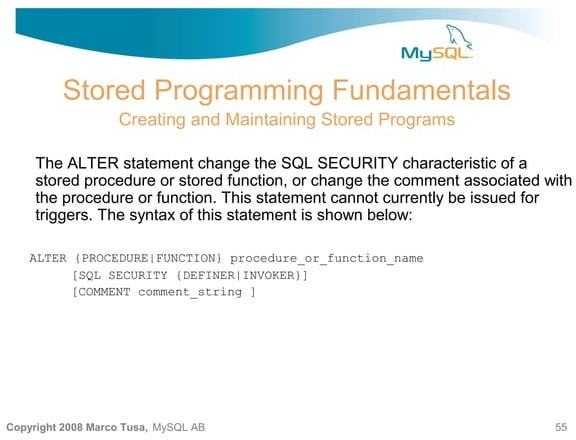 MySQL
Stored Programming Fundamentals
Creating and Maintaining Stored Programs
The ALTER statement change the SQL SECURITY characteristic of a
stored procedure or stored function, or change the comment associated with
the procedure or function. This statement cannot currently be issued for
triggers. The syntax of this statement is shown below:
ALTER {PROCEDURE|FUNCTION} procedure_or_function_name
[SQL SECURITY {DEFINER|INVOKER}]
[COMMENT comment_string ]
Copyright 2008 Marco Tusa, MySQL AB
55